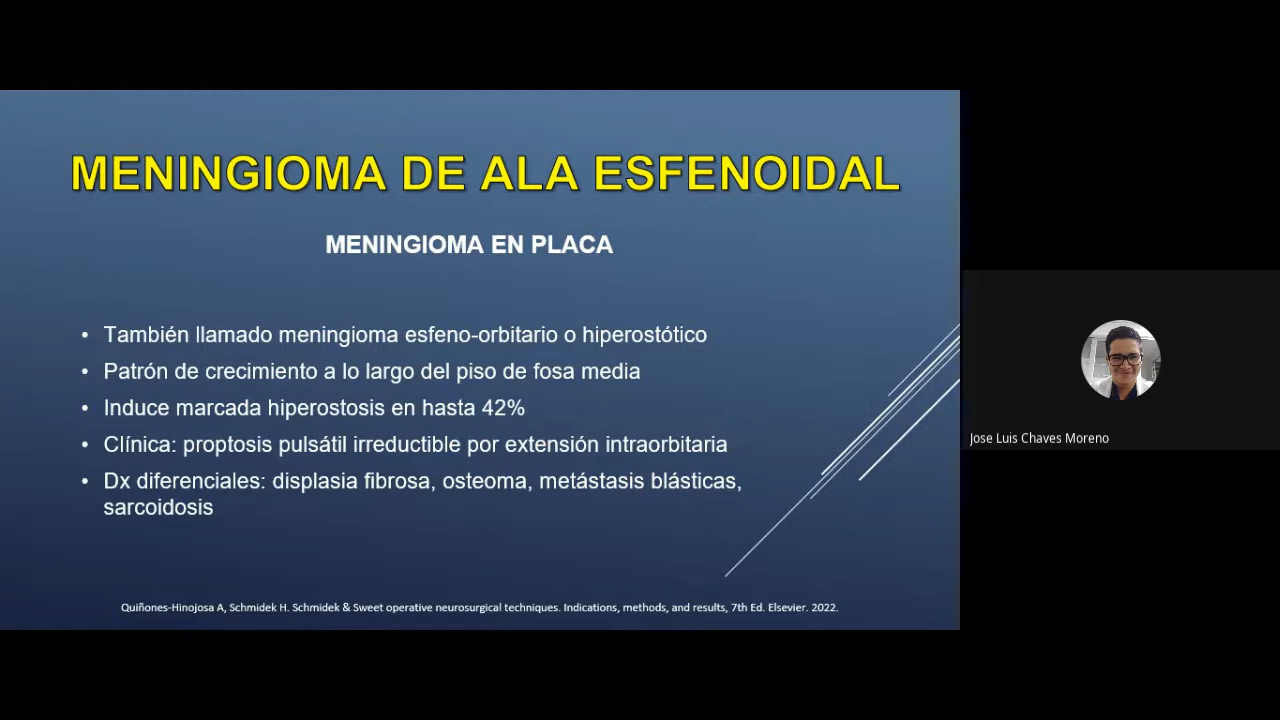 MENINGIOMA DE ALA ESFENOIDAL
MENINGIOMA EN PLACA
• También llamado meningioma esfeno-orbitario o hiperostótico
• Patrón de crecimiento a lo largo del piso de fosa media
• Induce marcada hiperostosis en hasta 42%
• Clínica: proptosis pulsátil irreductible por extensión intraorbitaria
• Dx diferenciales: displasia fibrosa, osteoma, metástasis blásticas,
sarcoidosis
Quiñones-Hinojosa A, Schmidek H. Schmidek & Sweet operative neurosurgical techniques. Indications, methods, and results, 7th Ed. Elsevier. 2022.
Jose Luis Chaves Moreno